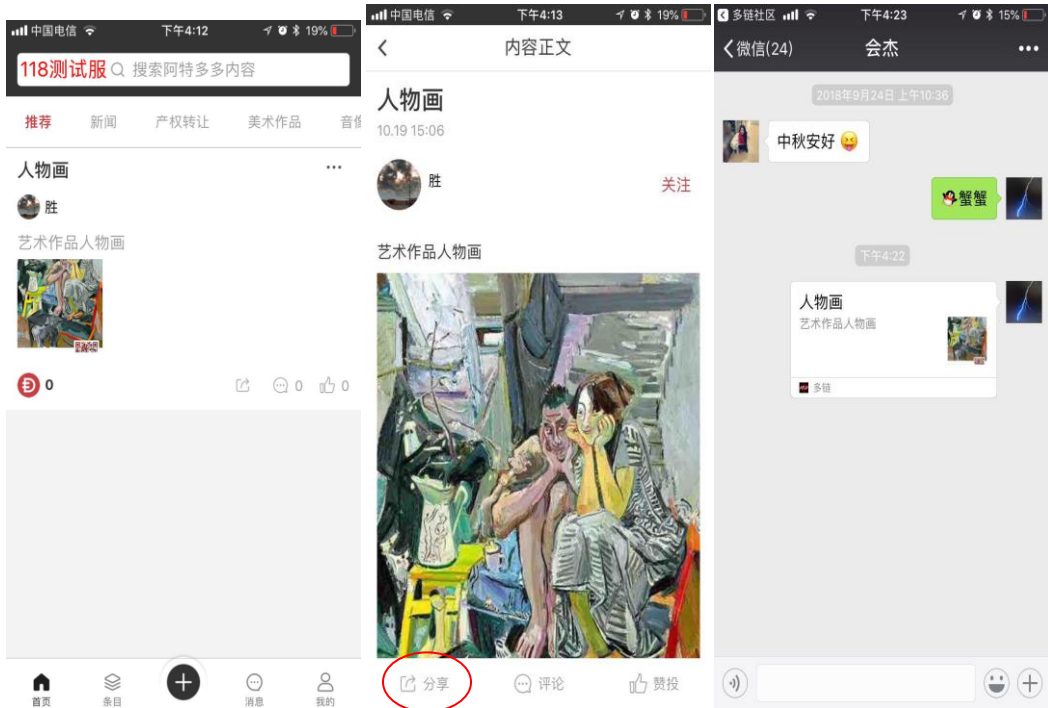 中国电信 下午4:12 19%
118测试服 搜索阿特多多内容
推荐 新闻 产权转让 美术作品 音像
人物画
胜
艺术作品人物画
0 0 0
首页 条目 消息 我的
中国电信 下午4:13 19%
内容正文
人物画
10.19 15:06
胜 关注
艺术作品人物画
分享 评论 赞投
多链社区 下午4:23 15%
微信(24) 会杰
2018年9月24日 上午10:36
中秋安好
蟹蟹
下午4:22
人物画
艺术作品人物画
多链